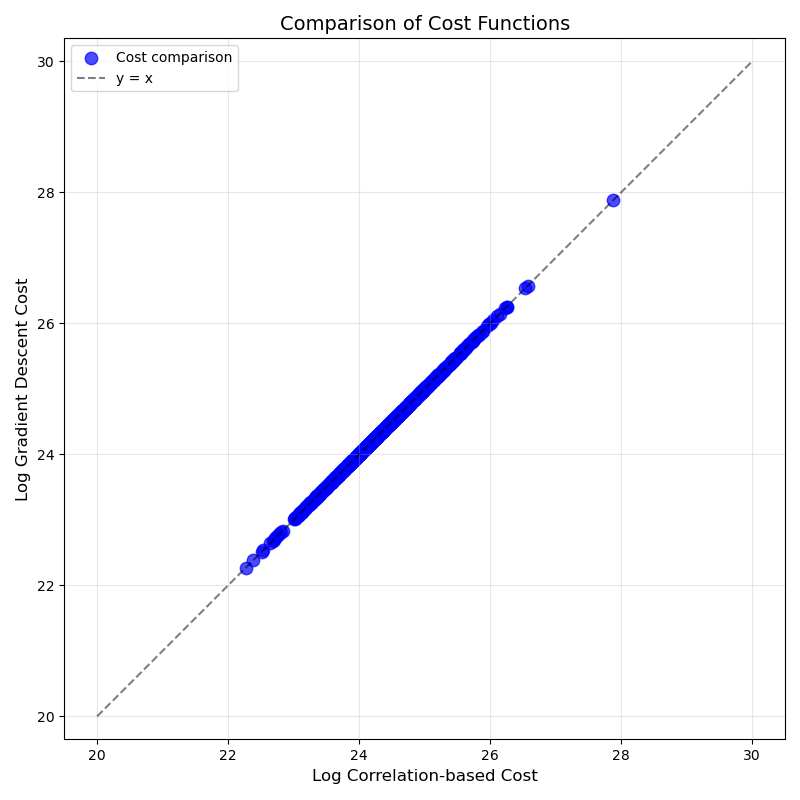 Comparison of Cost Functions
Cost comparison
y = x
30
28
26
24
22
20
Log Gradient Descent Cost
20 22 24 26 28 30
Log Correlation-based Cost